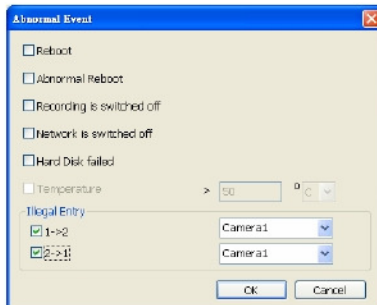 Abnormal Event
Reboot
Abnormal Reboot
Recording is switched off
Network is switched off
Hard Disk failed
Temperature > 50 ° C
Illegal Entry
1->2 Camera1
2->1 Camera1
OK Cancel